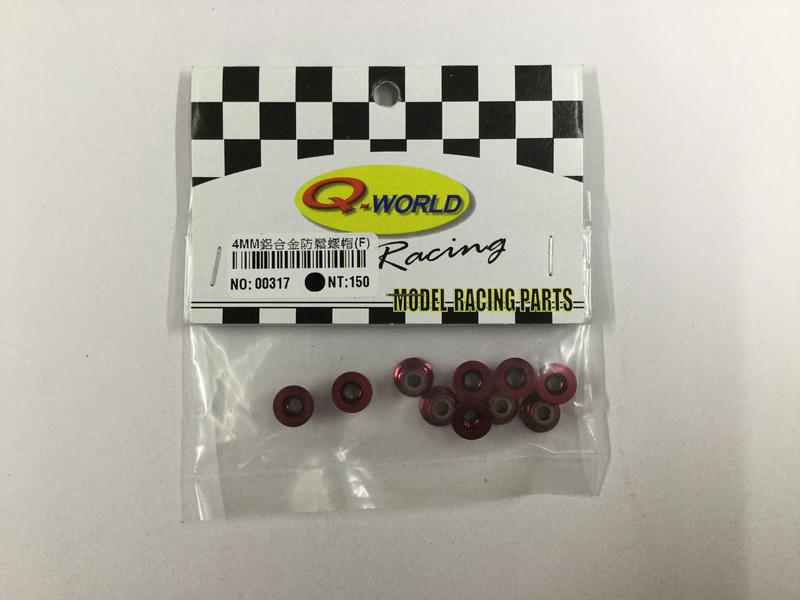 Q-WORLD
Racing
4MM鋁合金防鬆螺帽(F)
NO: 00317 NT:150
MODEL RACING PARTS